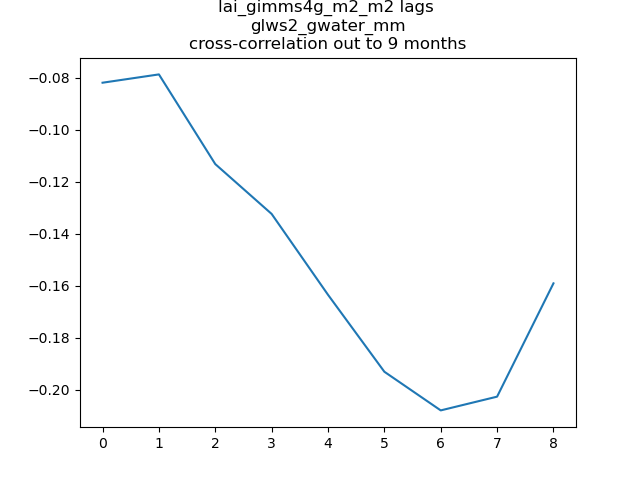 lai_gimms4g_m2_m2 lags
glws2_gwater_mm
cross-correlation out to 9 months
−0.08
−0.10
−0.12
−0.14
−0.16
−0.18
−0.20
0 1 2 3 4 5 6 7 8